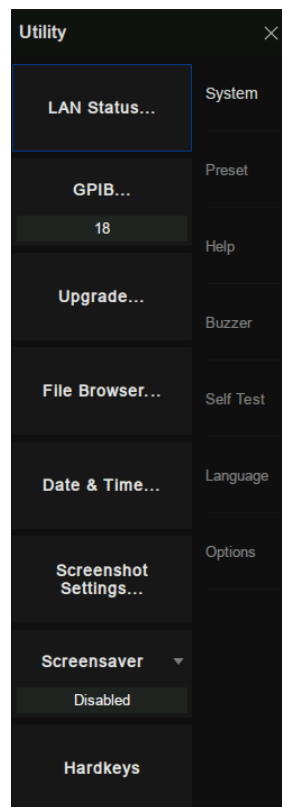 Utility
LAN Status...
GPIB...
18
Upgrade...
File Browser...
Date & Time...
Screenshot
Settings...
Screensaver
Disabled
Hardkeys
System
Preset
Help
Buzzer
Self Test
Language
Options